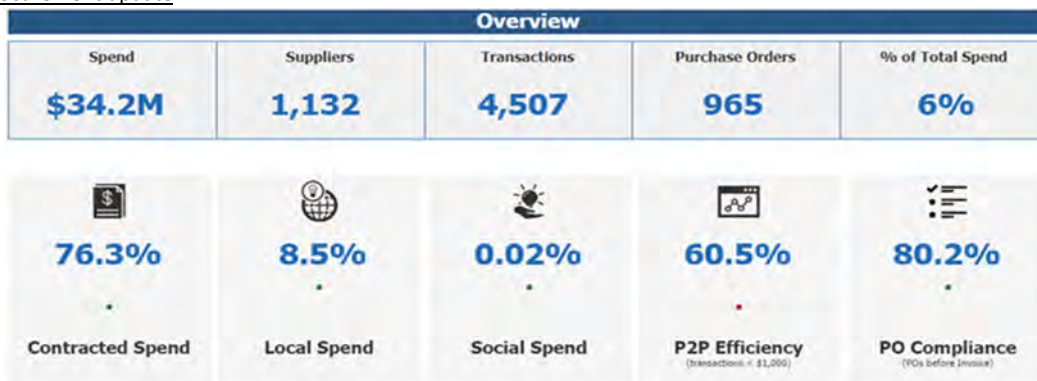 Overview
Spend Suppliers Transactions Purchase Orders % of Total Spend
$34.2M 1,132 4,507 965 6%
76.3% 8.5% 0.02% 60.5% 80.2%
Contracted Spend Local Spend Social Spend P2P Efficiency PO Compliance
(transactions < $1,000) (POs before Invoice)